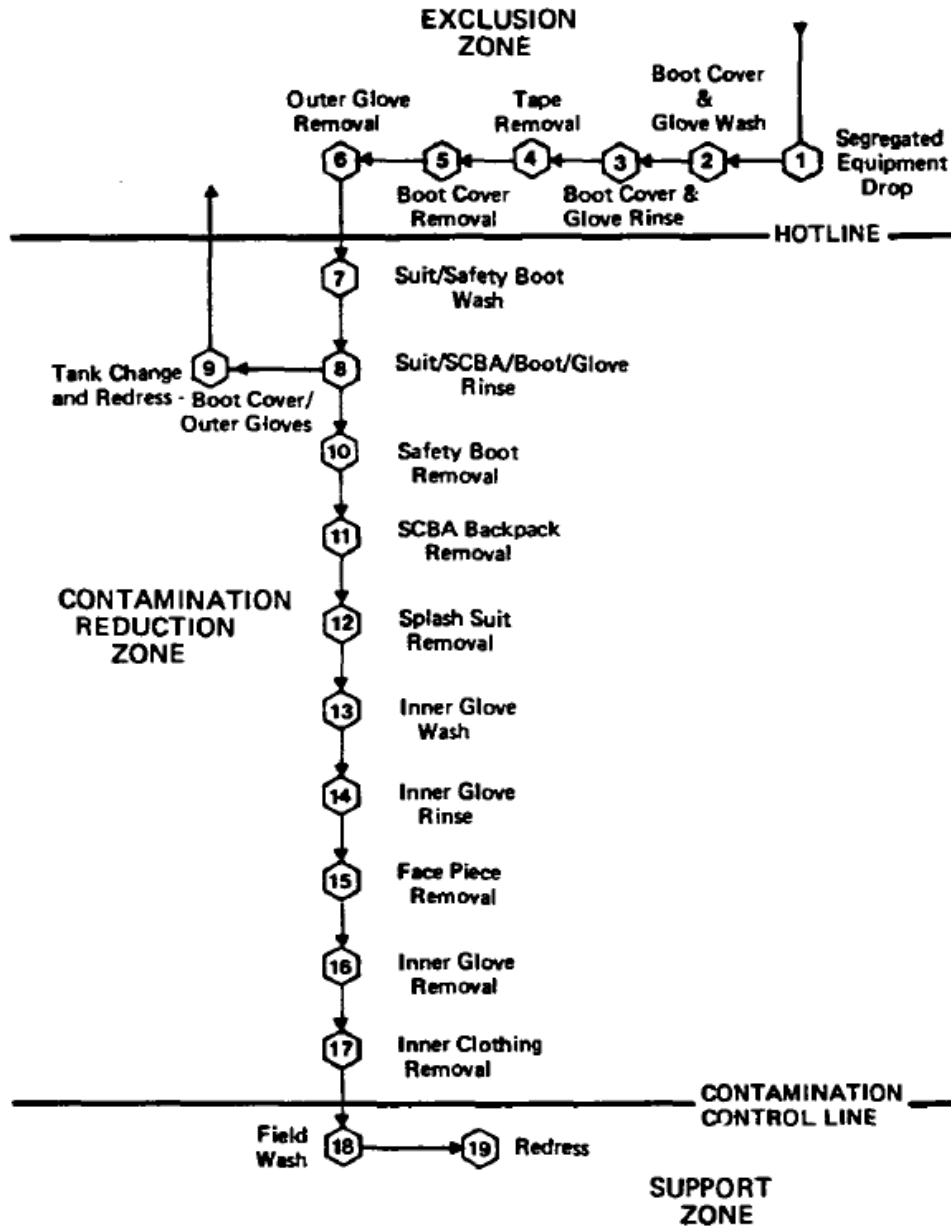 EXCLUSION
ZONE
Boot Cover
&
Glove Wash
Outer Glove
Removal
Tape
Removal
Segregated
Equipment
Drop
6
5
4
3
2
1
Boot Cover
Removal
Boot Cover &
Glove Rinse
HOTLINE
7
Suit/Safety Boot
Wash
9
8
Suit/SCBA/Boot/Glove
Rinse
Tank Change
and Redress - Boot Cover/
Outer Gloves
10
Safety Boot
Removal
11
SCBA Backpack
Removal
CONTAMINATION
REDUCTION
ZONE
12
Splash Suit
Removal
13
Inner Glove
Wash
14
Inner Glove
Rinse
15
Face Piece
Removal
16
Inner Glove
Removal
17
Inner Clothing
Removal
CONTAMINATION
CONTROL LINE
Field
Wash
18
19
Redress
SUPPORT
ZONE